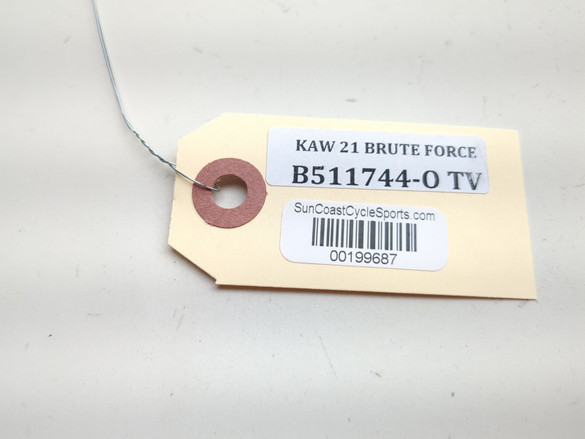 KAW 21 BRUTE FORCE
B511744-O TV
SunCoastCycleSports.com
00199687